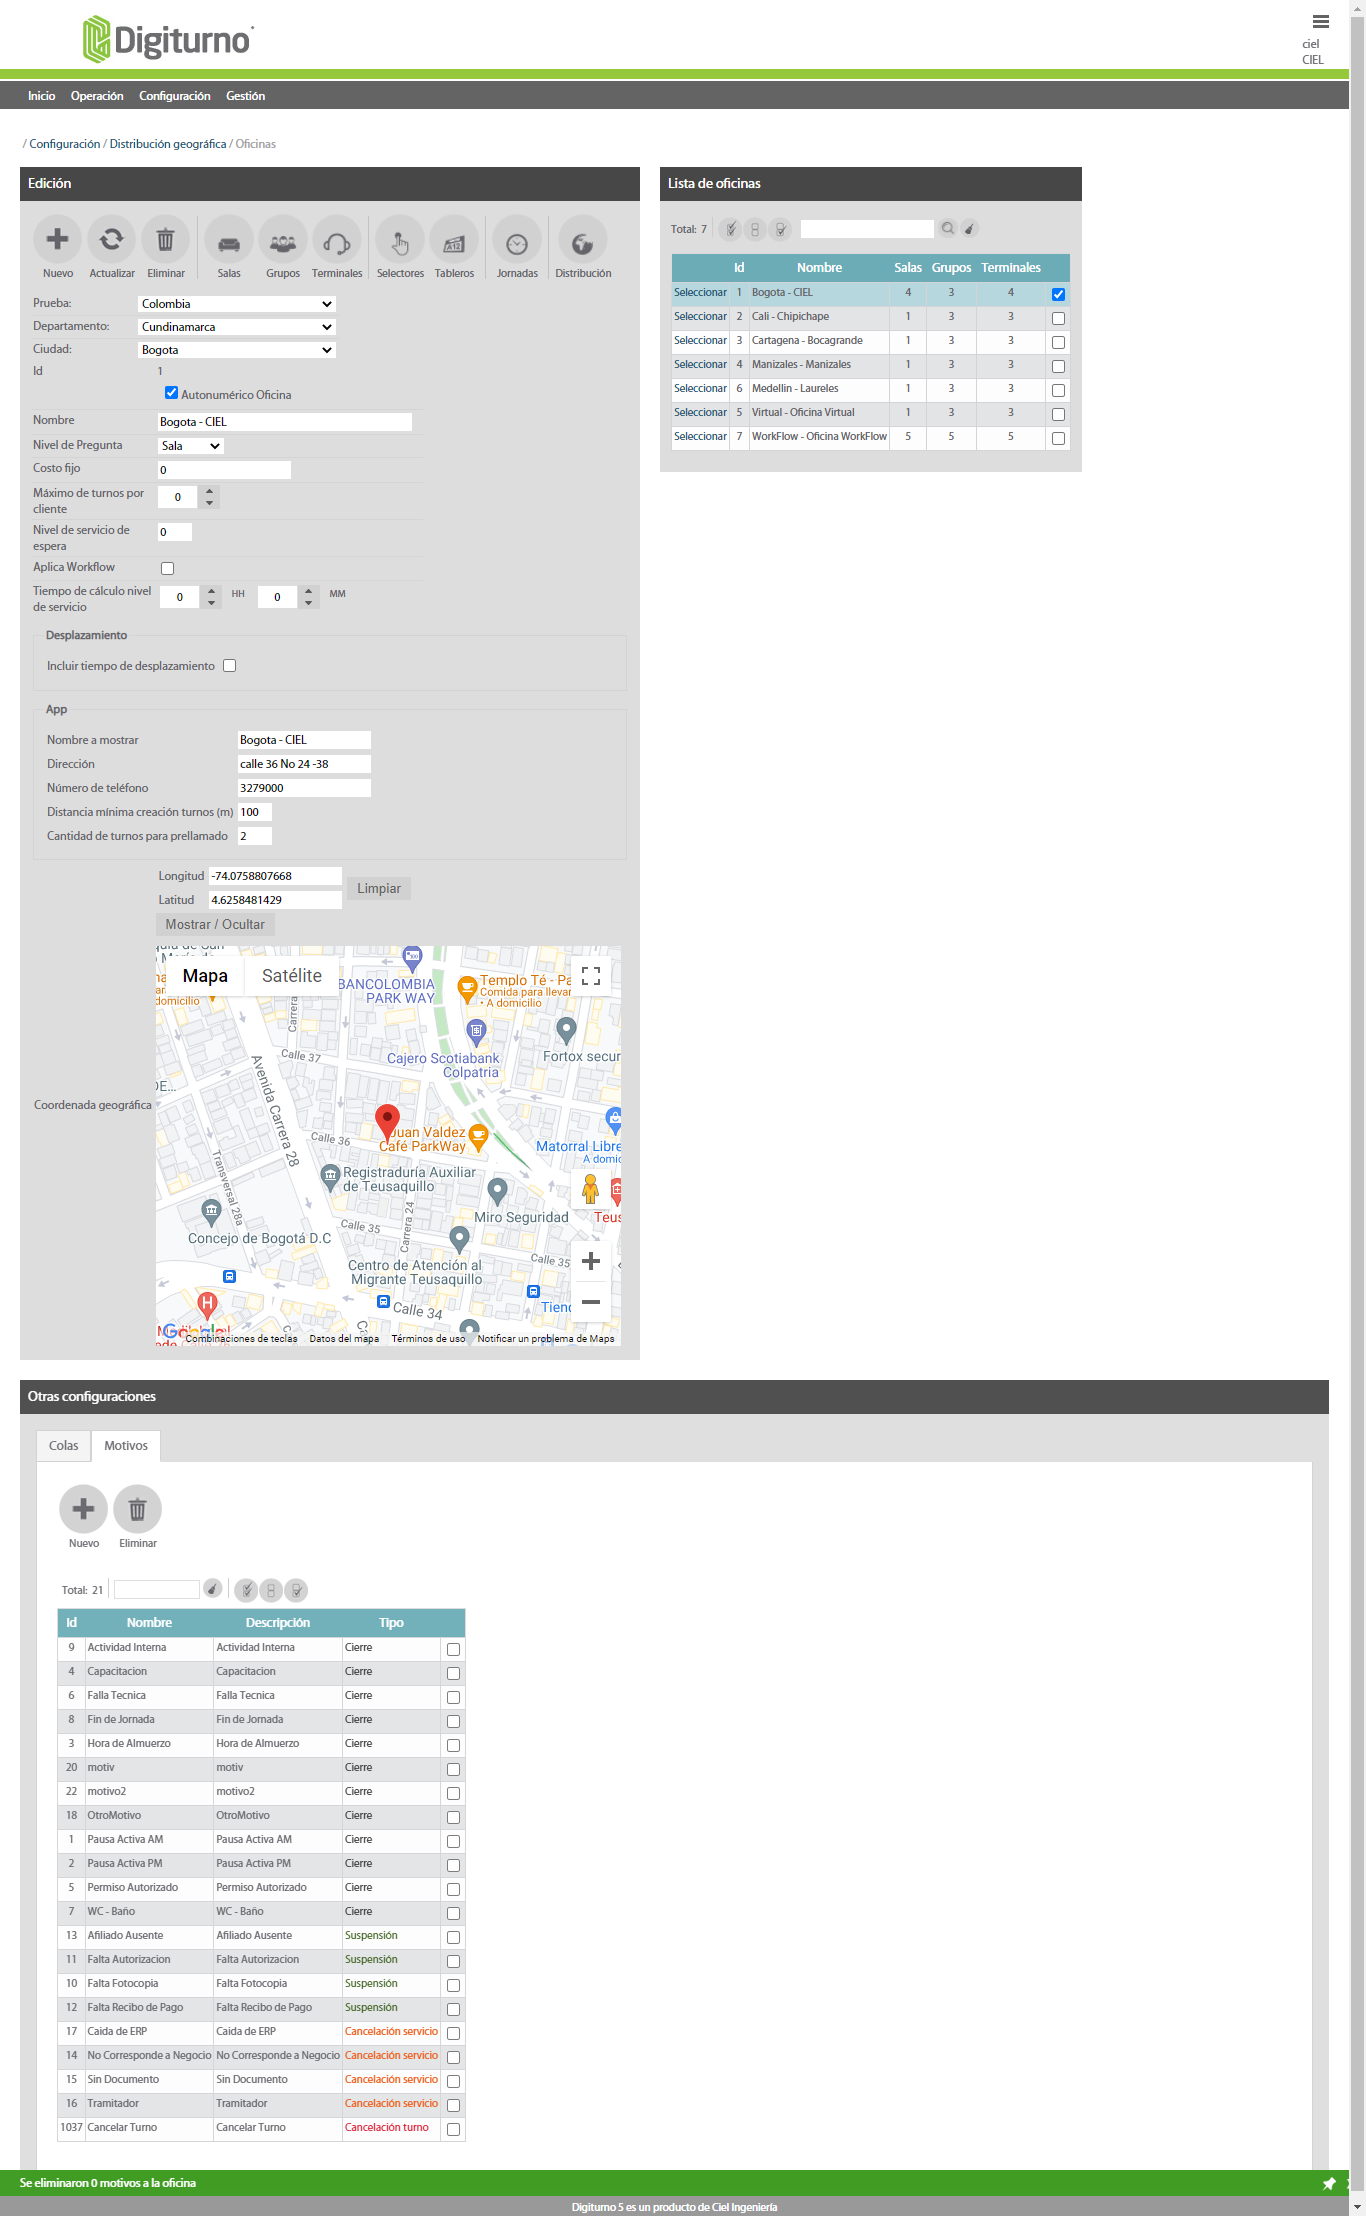 Digiturno
ciel
CIEL
Inicio Operación Configuración Gestión
/ Configuración / Distribución geográfica / Oficinas
Edición
Nuevo Actualizar Eliminar Salas Grupos Terminales Selectores Tableros Jornadas Distribución
A12
Prueba: Colombia
Departamento: Cundinamarca
Ciudad: Bogota
Id 1
Autonumérico Oficina
Nombre Bogota - CIEL
Nivel de Pregunta Sala
Costo fijo 0
Máximo de turnos por
cliente 0
Nivel de servicio de
espera 0
Aplica Workflow
Tiempo de cálculo nivel
de servicio 0 HH 0 MM
Desplazamiento
Incluir tiempo de desplazamiento
App
Nombre a mostrar Bogota - CIEL
Dirección calle 36 No 24 -38
Número de teléfono 3279000
Distancia mínima creación turnos (m) 100
Cantidad de turnos para prellamado 2
Longitud -74.0758807668
Latitud 4.6258481429
Limpiar
Mostrar / Ocultar
Coordenada geográfica
Mapa Satélite
domicilio
BANCOLOMBIA
PARK WAY
Templo Té - Pa
Comida para llevar
• A domicilio
Carrera
Cajero Scotiabank
Colpatria
Fortox secur
Calle 37
Avenida Carrera 28
DE...
Calle 36
Juan Valdez
Café ParkWay
Matorral Libre
A domic
Registraduría Auxiliar
de Teusaquillo
Transversal 28a
Miro Seguridad
Teus
Concejo de Bogotá D.C
Calle 35
Carrera 24
Calle 35
Centro de Atención al
Migrante Teusaquillo
Tienc
Calle 34
Google
Combinaciones de teclas Datos del mapa Términos de uso Notificar un problema de Maps
Lista de oficinas
Total: 7
Id Nombre Salas Grupos Terminales
Seleccionar 1 Bogota - CIEL 4 3 4
Seleccionar 2 Cali - Chipichape 1 3 3
Seleccionar 3 Cartagena - Bocagrande 1 3 3
Seleccionar 4 Manizales - Manizales 1 3 3
Seleccionar 6 Medellin - Laureles 1 3 3
Seleccionar 5 Virtual - Oficina Virtual 1 3 3
Seleccionar 7 WorkFlow - Oficina WorkFlow 5 5 5
Otras configuraciones
Colas Motivos
Nuevo Eliminar
Total: 21
Id Nombre Descripción Tipo
9 Actividad Interna Actividad Interna Cierre
4 Capacitacion Capacitacion Cierre
6 Falla Tecnica Falla Tecnica Cierre
8 Fin de Jornada Fin de Jornada Cierre
3 Hora de Almuerzo Hora de Almuerzo Cierre
20 motiv motiv Cierre
22 motivo2 motivo2 Cierre
18 OtroMotivo OtroMotivo Cierre
1 Pausa Activa AM Pausa Activa AM Cierre
2 Pausa Activa PM Pausa Activa PM Cierre
5 Permiso Autorizado Permiso Autorizado Cierre
7 WC - Baño WC - Baño Cierre
13 Afiliado Ausente Afiliado Ausente Suspensión
11 Falta Autorizacion Falta Autorizacion Suspensión
10 Falta Fotocopia Falta Fotocopia Suspensión
12 Falta Recibo de Pago Falta Recibo de Pago Suspensión
17 Caida de ERP Caida de ERP Cancelación servicio
14 No Corresponde a Negocio No Corresponde a Negocio Cancelación servicio
15 Sin Documento Sin Documento Cancelación servicio
16 Tramitador Tramitador Cancelación servicio
1037 Cancelar Turno Cancelar Turno Cancelación turno
Se eliminaron 0 motivos a la oficina
Digiturno 5 es un producto de Ciel Ingeniería